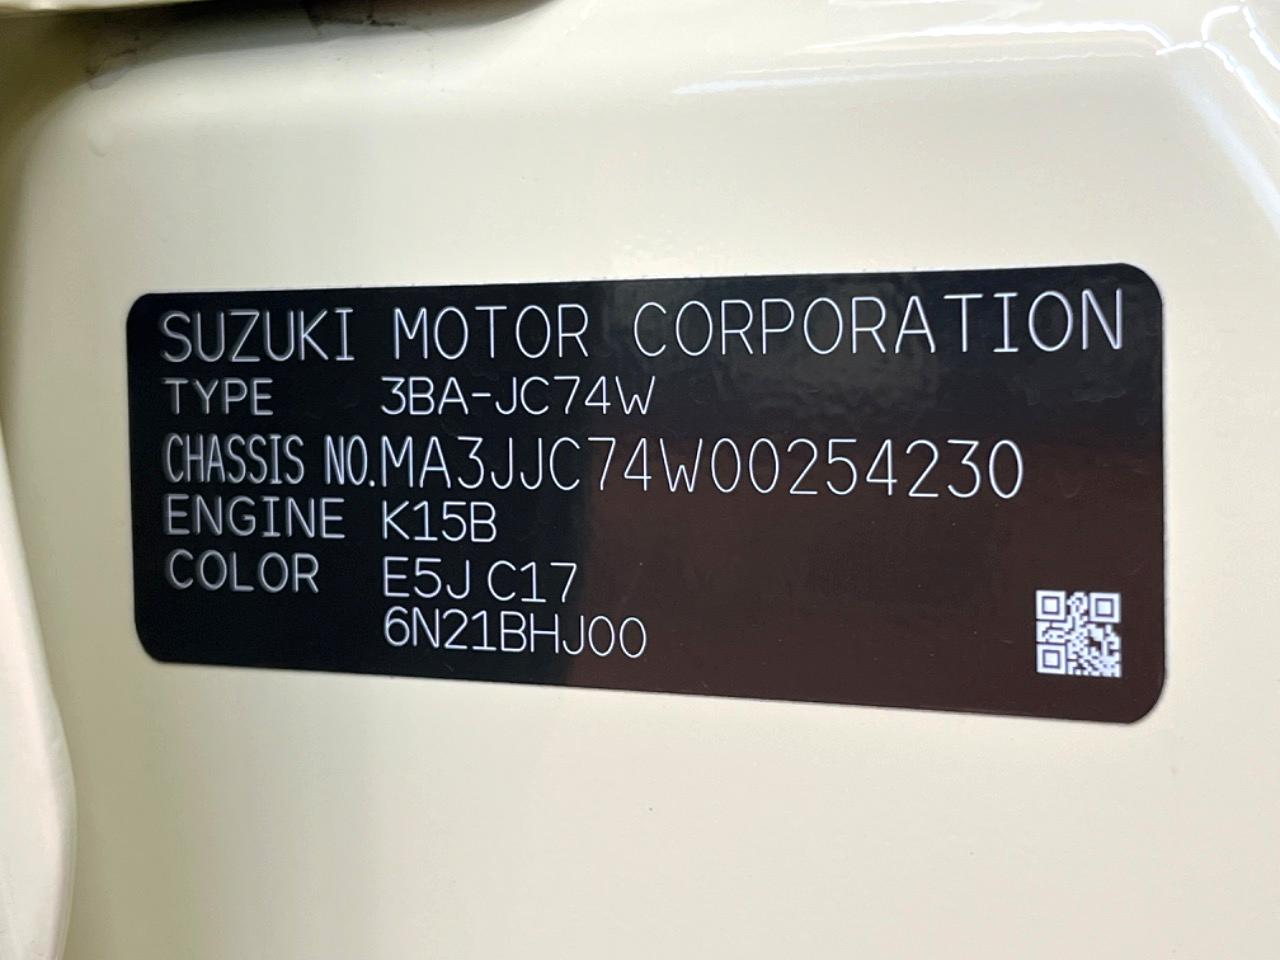 SUZUKI MOTOR CORPORATION
TYPE 3BA-JC74W
CHASSIS NO. MA3JJC74W00254230
ENGINE K15B
COLOR E5J C17
6N21BHJ00